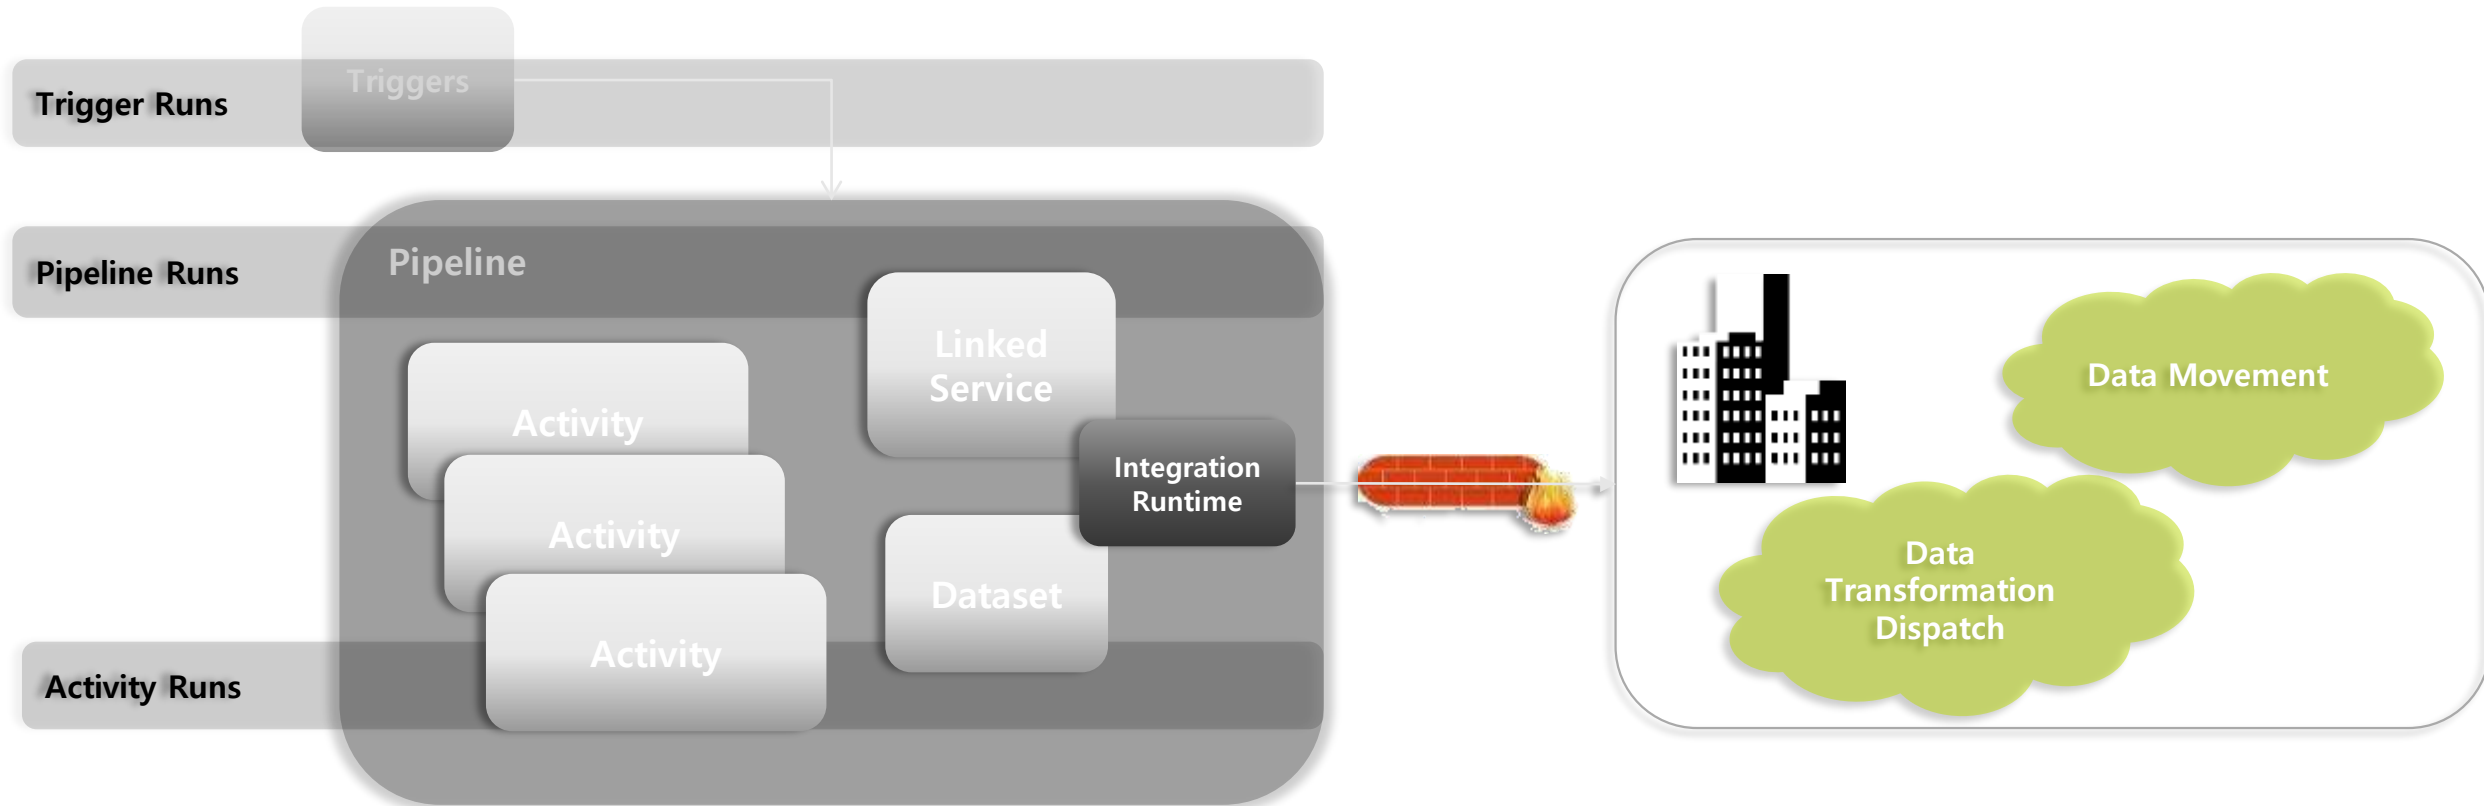 Triggers
Trigger Runs
Pipeline
Pipeline Runs
Linked
Service
Activity
Integration
Runtime
Activity
Dataset
Activity
Activity Runs
Data Movement
Data
Transformation
Dispatch